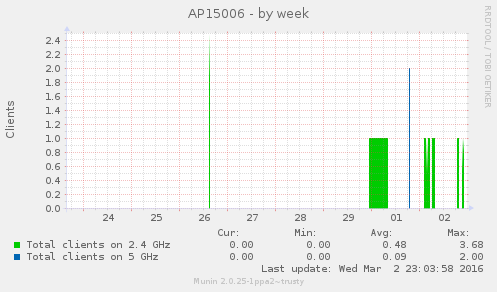 AP15006 - by week
RRDTOOL / TOBI OETIKER
Clients
2.4
2.2
2.0
1.8
1.6
1.4
1.2
1.0
0.8
0.6
0.4
0.2
0.0
24 25 26 27 28 29 01 02
Cur: Min: Avg: Max:
Total clients on 2.4 GHz 0.00 0.00 0.48 3.68
Total clients on 5 GHz 0.00 0.00 0.09 2.00
Last update: Wed Mar 2 23:03:58 2016
Munin 2.0.25-1ppa2~trusty